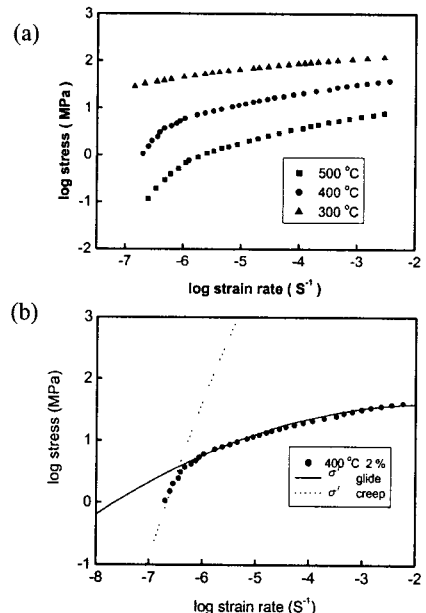 (a)
log stress ( MPa)
3
2
1
0
-1
-2
-7
-6
-5
-4
-3
-2
log strain rate ( S⁻¹)
500 °C
400 °C
300 °C
(b)
log stress (MPa)
3
2
1
0
-1
-8
-7
-6
-5
-4
-3
-2
log strain rate (S⁻¹)
400 °C 2 %
glide
creep